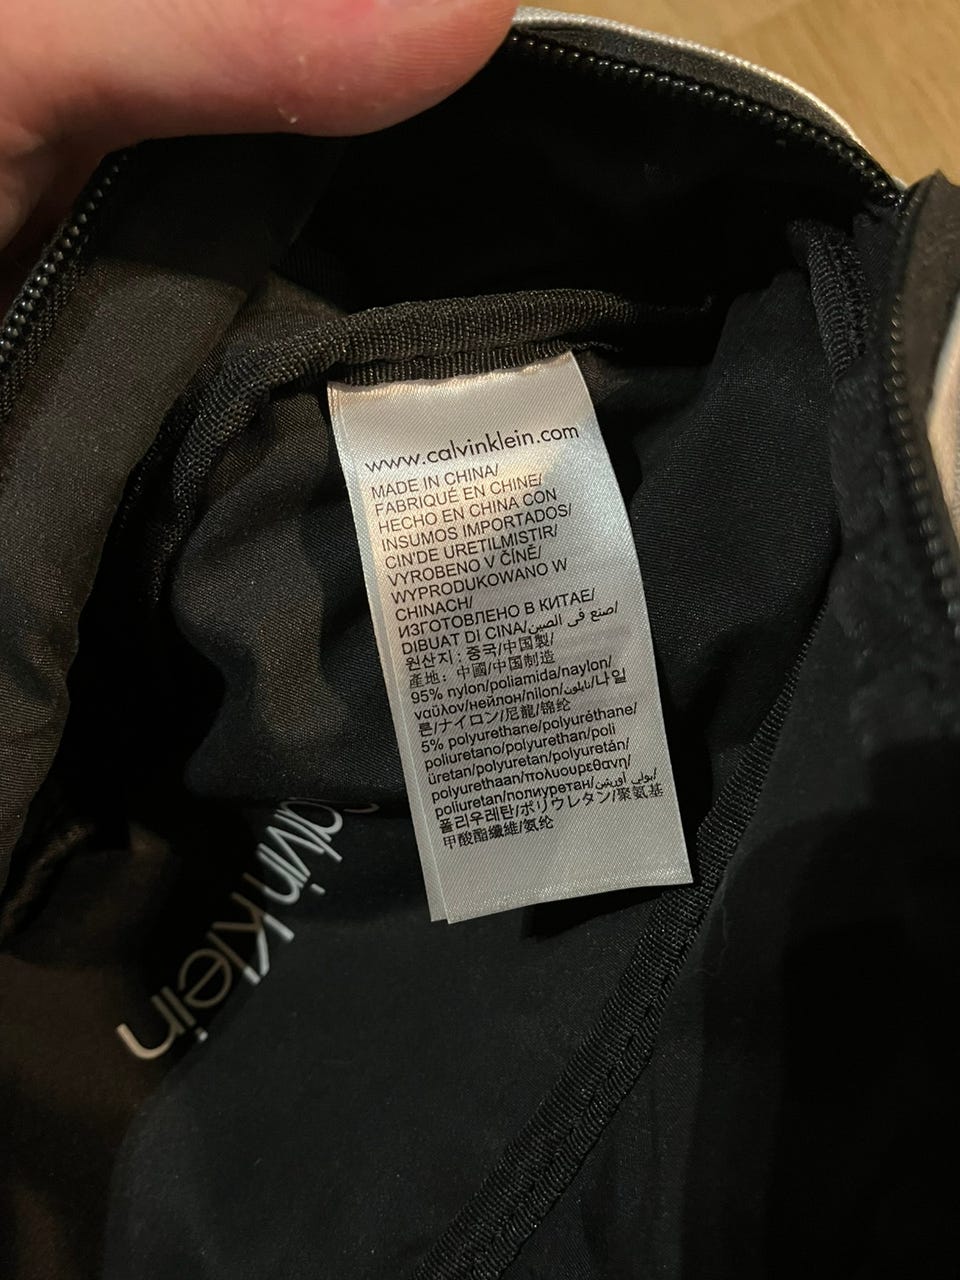 www.calvinklein.com
MADE IN CHINA/
FABRIQUÉ EN CHINE/
HECHO EN CHINA CON
INSUMOS IMPORTADOS/
CIN'DE URETILMISTIR/
VYROBENO V ČÍNĚ/
WYPRODUKOWANO W
CHINACH/
ИЗГОТОВЛЕНО В КИТАЕ/
DIBUAT DI CINA/صنع في الصين/
원산지 : 중국/中国製/
產地：中國/中国制造
95% nylon/poliamida/naylon/
ναϋλον/нейлон/nilon/نايلون/나일
론/ナイロン/尼龍/锦纶
5% polyurethane/polyuréthane/
poliuretano/polyurethan/poli
üretan/polyuretan/polyuretán/
polyurethaan/πολυουρεθανη/
poliuretan/полиуретан/بولي اوريثين/
폴리우레탄/ポリウレタン/聚氨基
甲酸酯纖維/氨纶
Calvin Klein